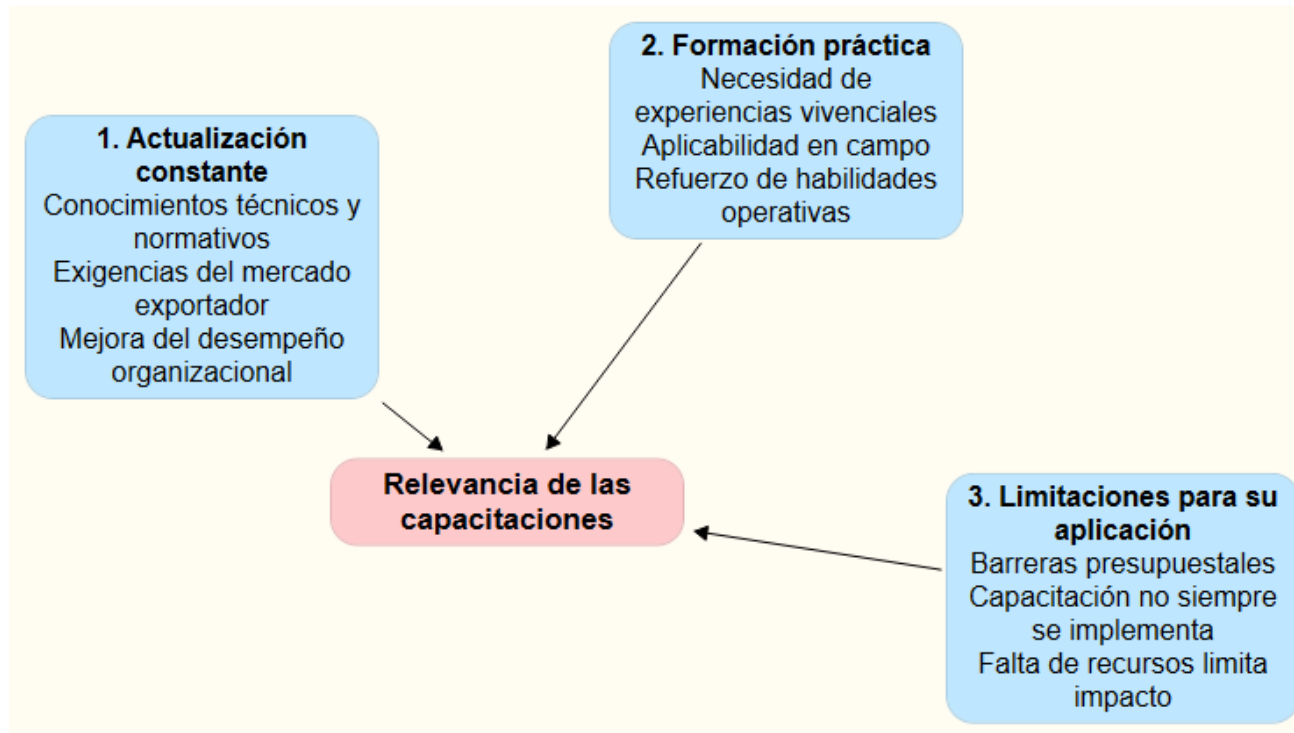 1. Actualización
constante
Conocimientos técnicos y
normativos
Exigencias del mercado
exportador
Mejora del desempeño
organizacional
2. Formación práctica
Necesidad de
experiencias vivenciales
Aplicabilidad en campo
Refuerzo de habilidades
operativas
Relevancia de las
capacitaciones
3. Limitaciones para su
aplicación
Barreras presupuestales
Capacitación no siempre
se implementa
Falta de recursos limita
impacto